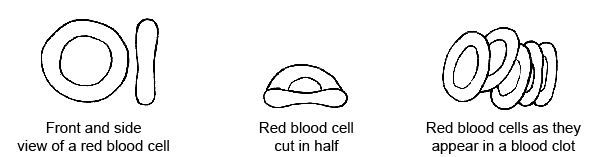 Front and side
view of a red blood cell
Red blood cell
cut in half
Red blood cells as they
appear in a blood clot